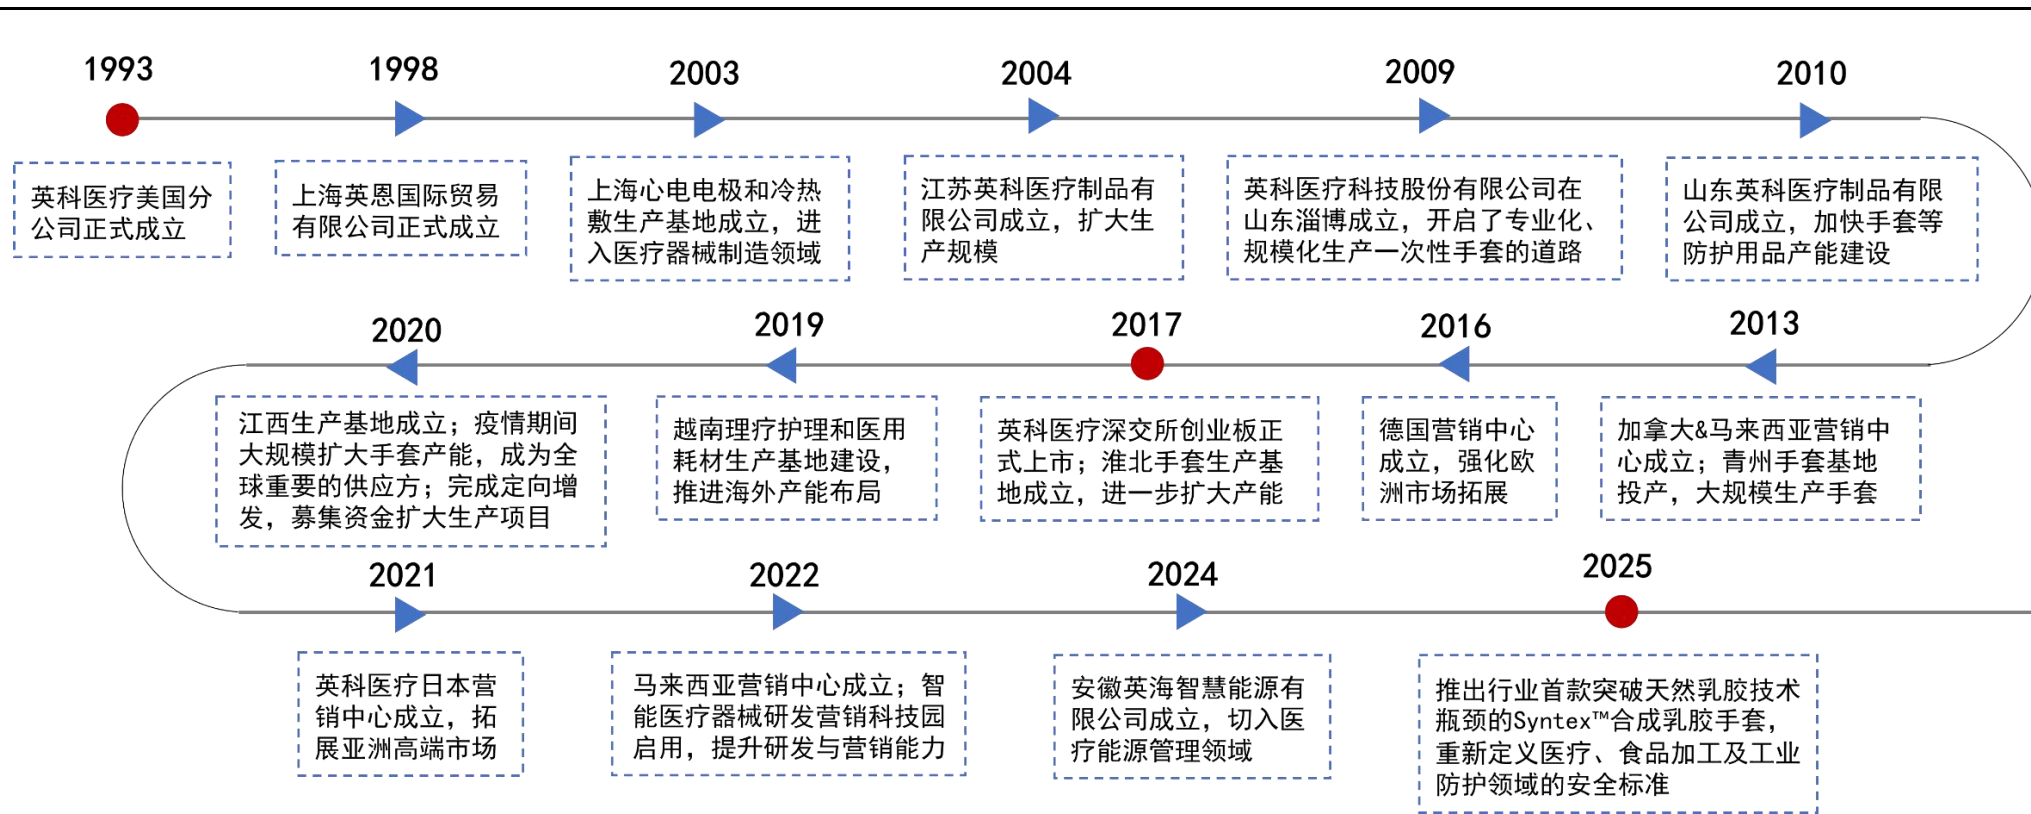 1993
英科医疗美国分
公司正式成立
1998
上海英恩国际贸易
有限公司正式成立
2003
上海心电电极和冷热
敷生产基地成立，进
入医疗器械制造领域
2004
江苏英科医疗制品有
限公司成立，扩大生
产规模
2009
英科医疗科技股份有限公司在
山东淄博成立，开启了专业化、
规模化生产一次性手套的道路
2010
山东英科医疗制品有限
公司成立，加快手套等
防护用品产能建设
2013
加拿大&马来西亚营销中
心成立；青州手套基地
投产，大规模生产手套
2016
德国营销中心
成立，强化欧
洲市场拓展
2017
英科医疗深交所创业板正
式上市；淮北手套生产基
地成立，进一步扩大产能
2019
越南理疗护理和医用
耗材生产基地建设，
推进海外产能布局
2020
江西生产基地成立；疫情期间
大规模扩大手套产能，成为全
球重要的供应方；完成定向增
发，募集资金扩大生产项目
2021
英科医疗日本营
销中心成立，拓
展亚洲高端市场
2022
马来西亚营销中心成立；智
能医疗器械研发营销科技园
启用，提升研发与营销能力
2024
安徽英海智慧能源有
限公司成立，切入医
疗能源管理领域
2025
推出行业首款突破天然乳胶技术
瓶颈的Syntex™合成乳胶手套，
重新定义医疗、食品加工及工业
防护领域的安全标准